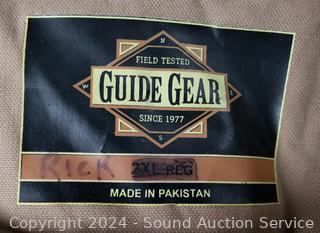 N
FIELD TESTED
W GUIDE GEAR E
SINCE 1977
S
RICK 2XL-REG
MADE IN PAKISTAN
Copyright © 2024 - Sound Auction Service